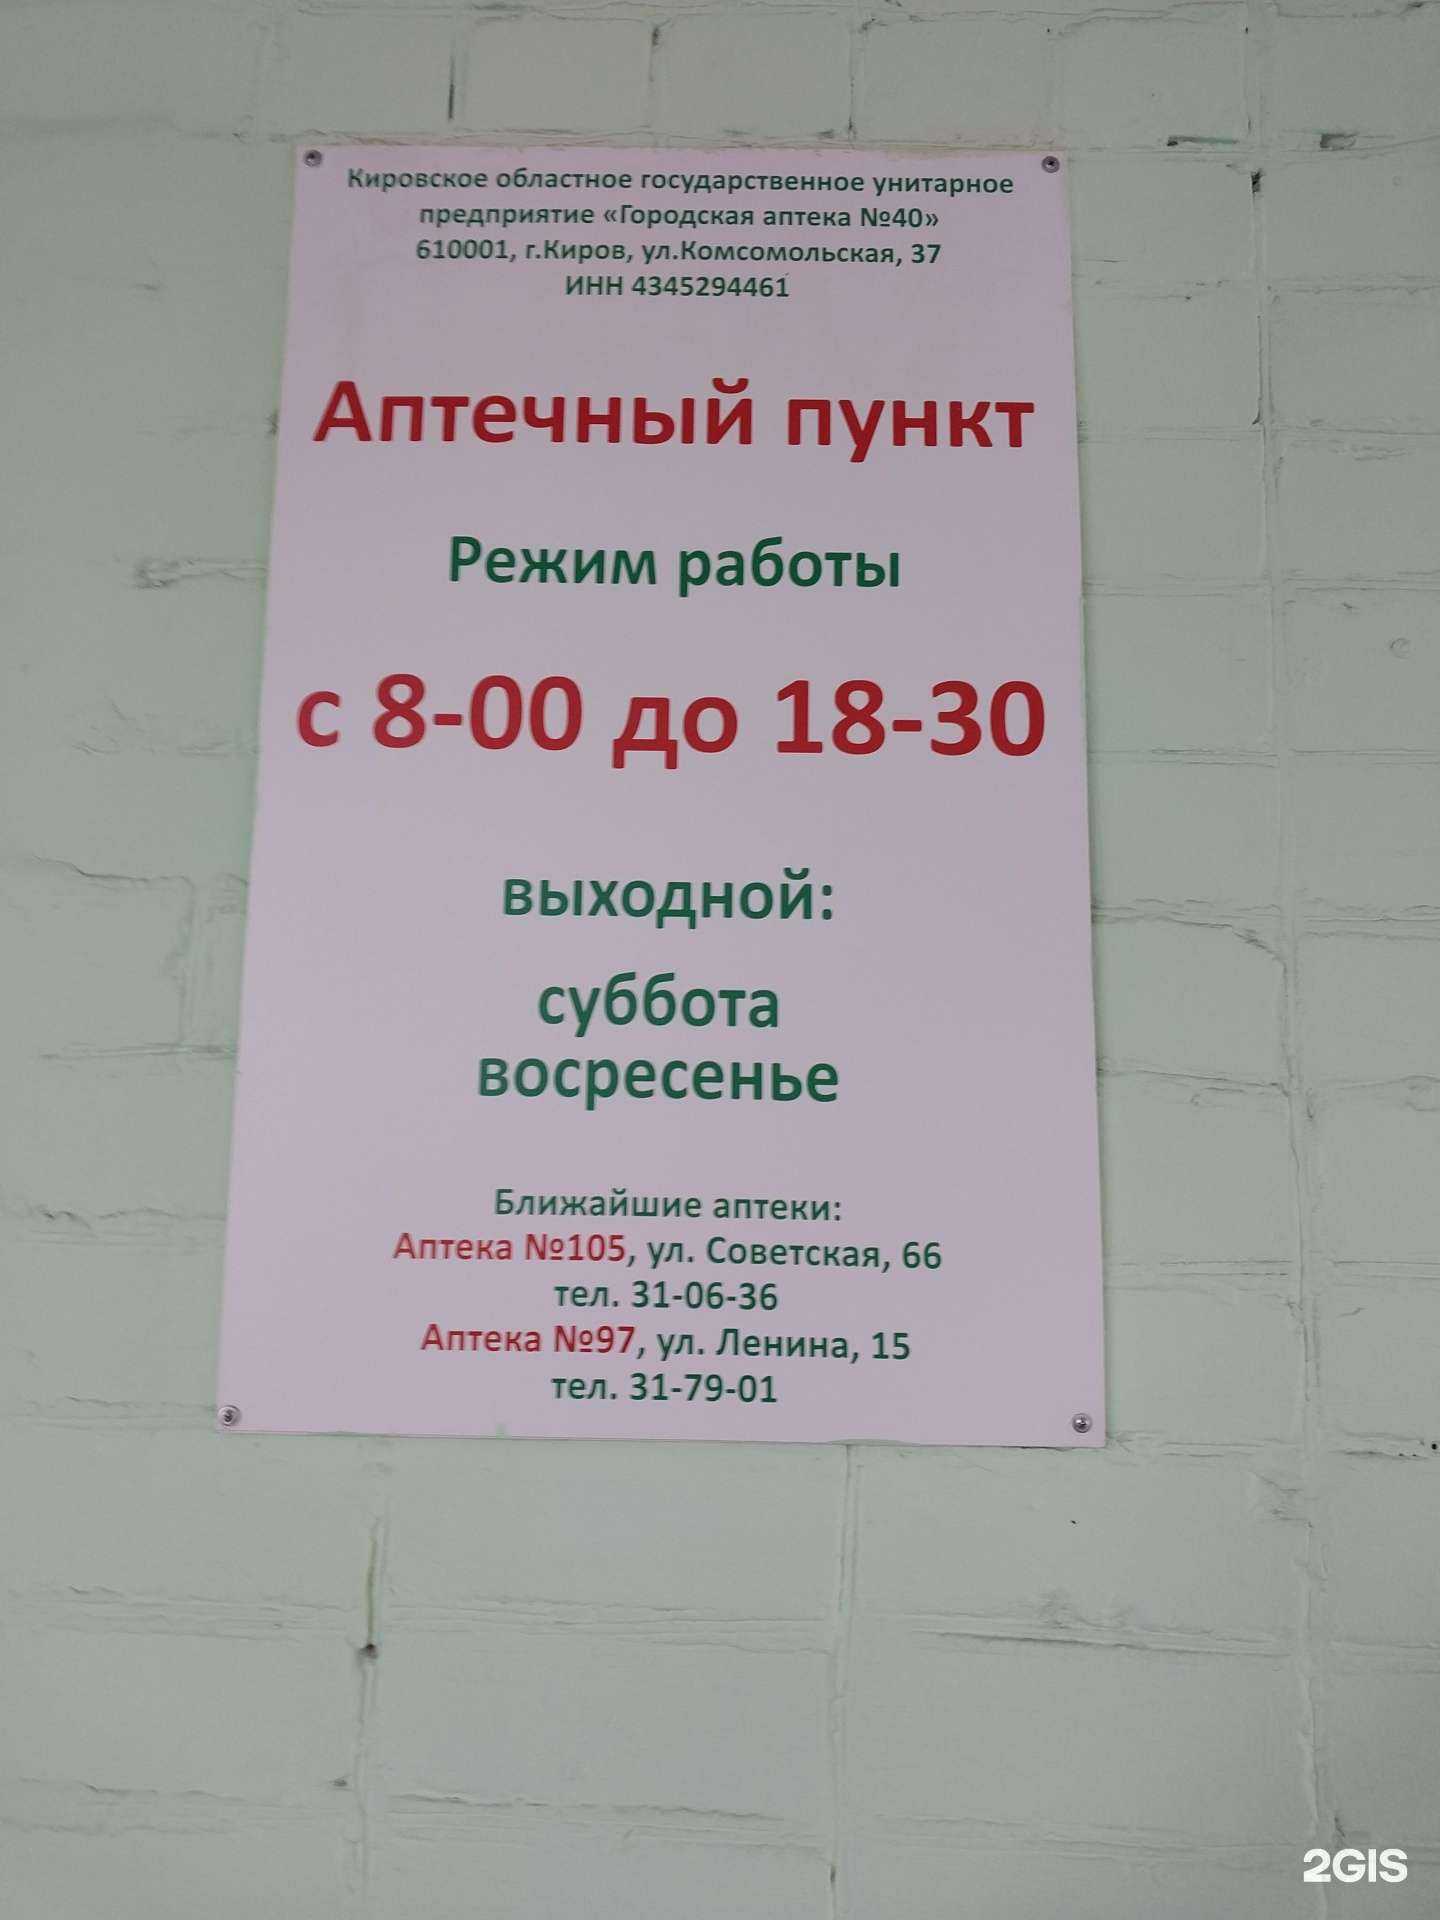 Кировское областное государственное унитарное
предприятие «Городская аптека №40»
610001, г.Киров, ул.Комсомольская, 37
ИНН 4345294461
Аптечный пункт
Режим работы
с 8-00 до 18-30
выходной:
суббота
восресенье
Ближайшие аптеки:
Аптека №105, ул. Советская, 66
тел. 31-06-36
Аптека №97, ул. Ленина, 15
тел. 31-79-01
2GIS